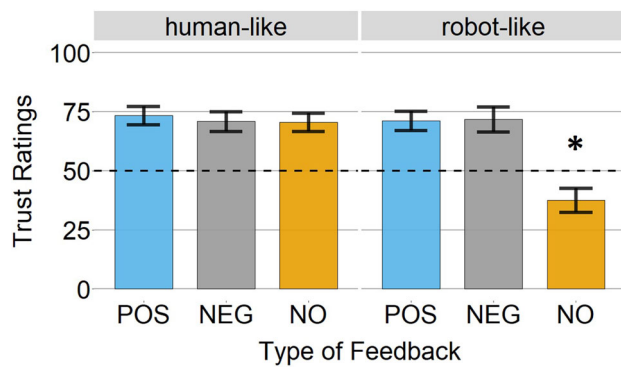 human-like robot-like
100
75
50
25
0
Trust Ratings
*
POS NEG NO POS NEG NO
Type of Feedback